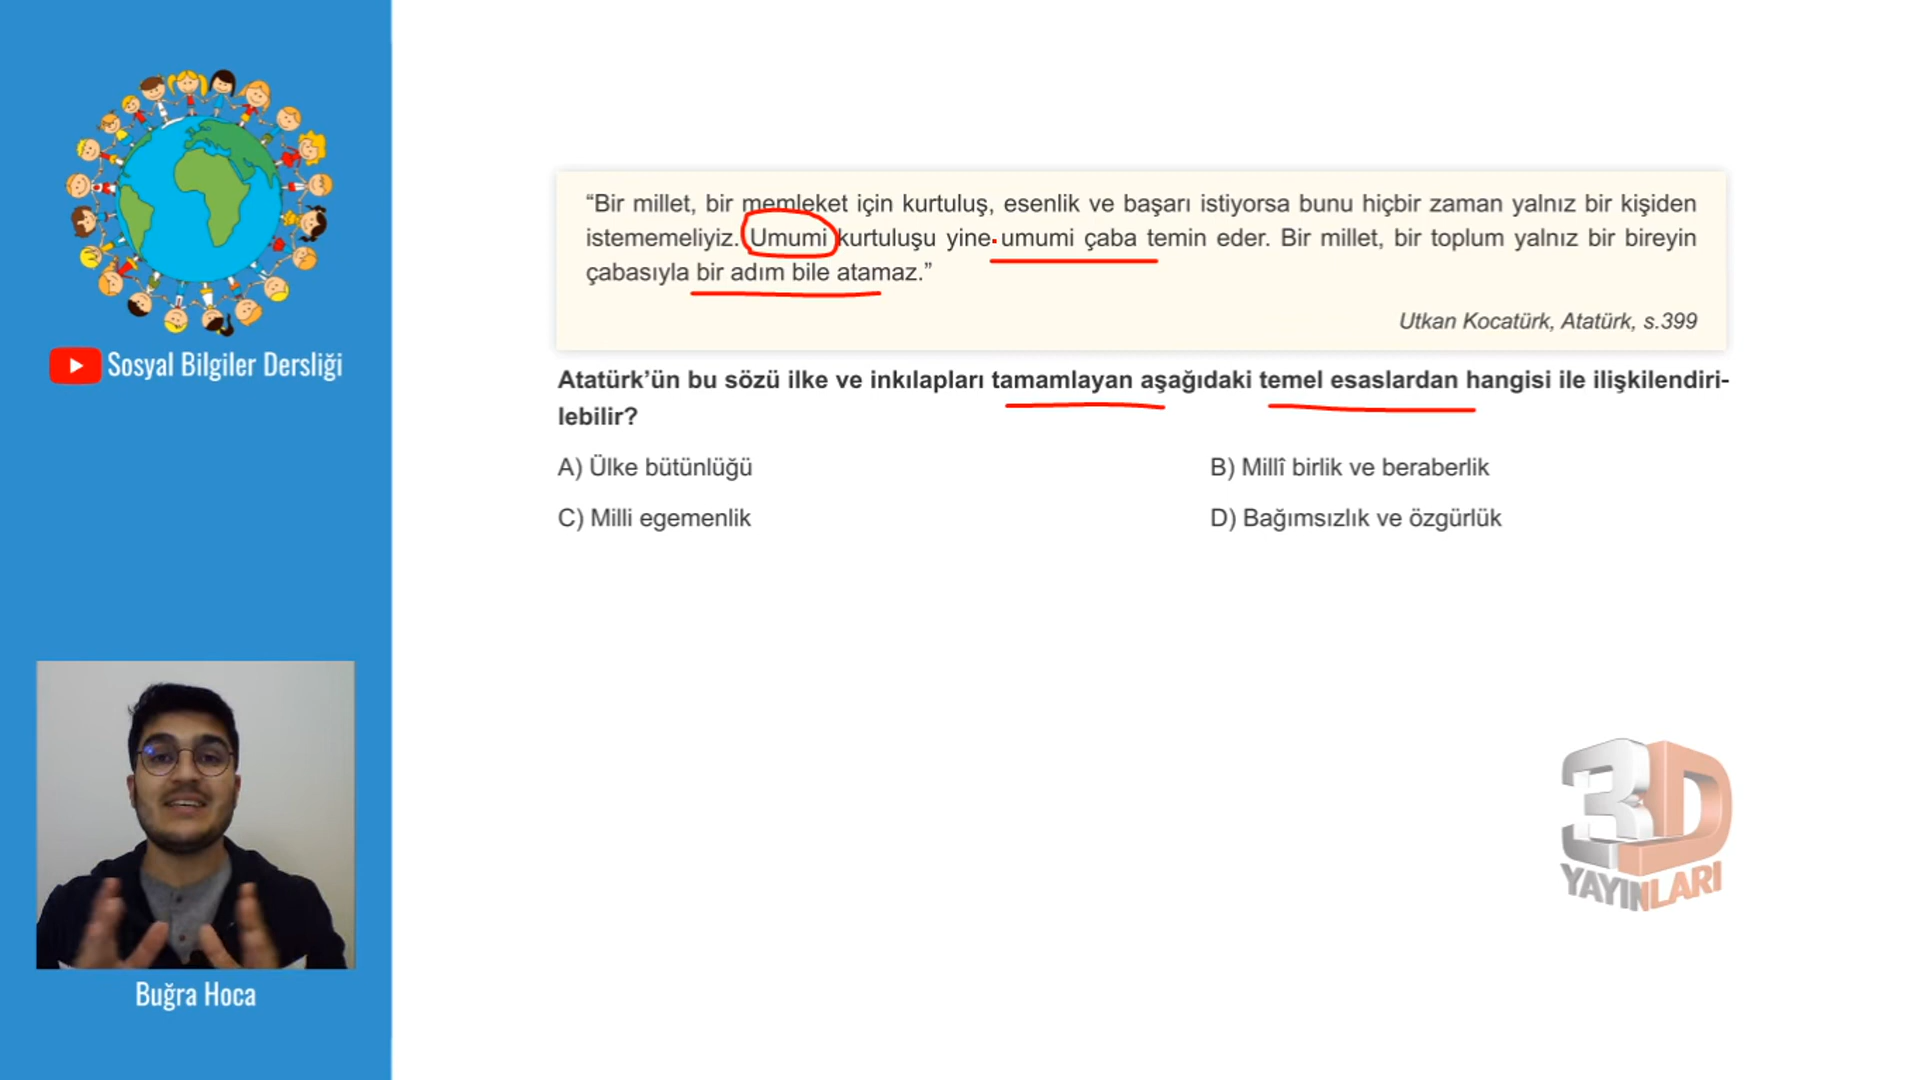 Sosyal Bilgiler Dersliği
“Bir millet, bir memleket için kurtuluş, esenlik ve başarı istiyorsa bunu hiçbir zaman yalnız bir kişiden
istememeliyiz. Umumi kurtuluşu yine umumi çaba temin eder. Bir millet, bir toplum yalnız bir bireyin
çabasıyla bir adım bile atamaz.”
Utkan Kocatürk, Atatürk, s.399
Atatürk’ün bu sözü ilke ve inkılapları tamamlayan aşağıdaki temel esaslardan hangisi ile ilişkilendiri-
lebilir?
A) Ülke bütünlüğü
B) Millî birlik ve beraberlik
C) Milli egemenlik
D) Bağımsızlık ve özgürlük
3D
YAYINLARI
Buğra Hoca